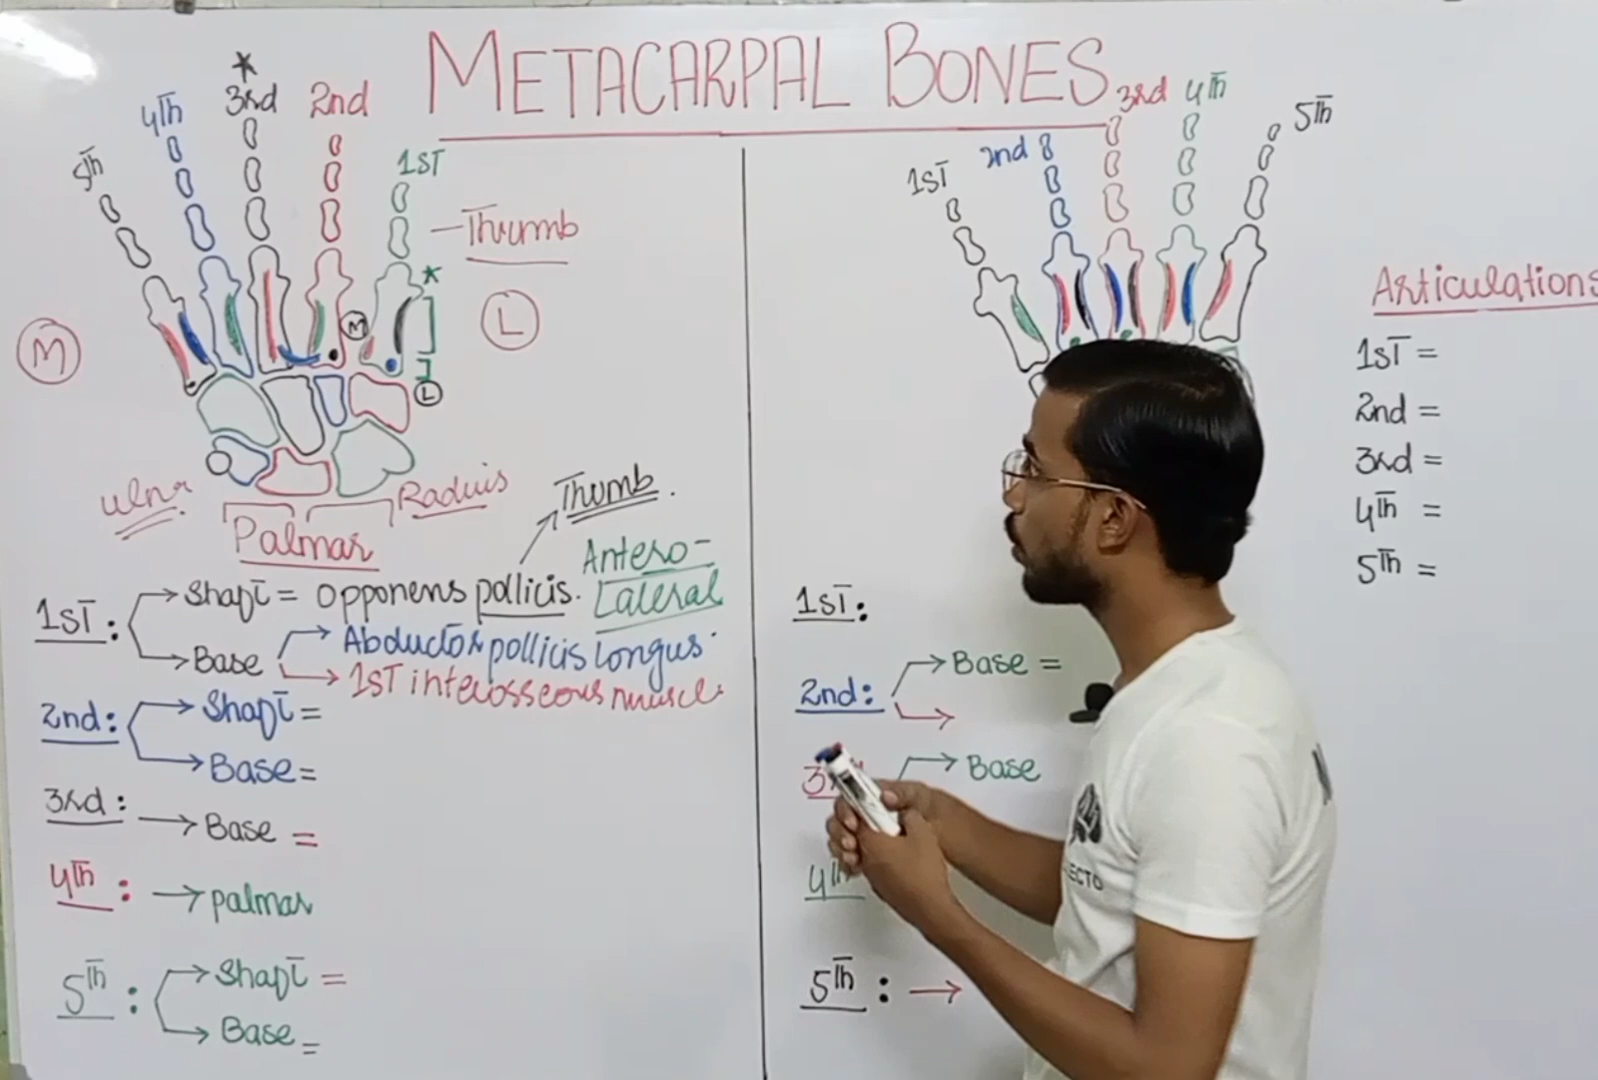 METACARPAL BONES
5Th
4Th
3rd
2nd
1ST
Thumb
M
L
M
L
ulna
Raduis
Palmar
Thumb.
Antero-
Lateral
1ST:
Shaft = opponens pollicis.
Base
Abductor pollicis longus.
1ST interosseous muscle
2nd:
Shaft =
Base =
3rd:
Base =
4Th :
palmar
5Th :
Shaft =
Base =
1ST
2nd
3rd
4Th
5Th
1ST:
2nd:
Base =
Base
5Th :
Articulations
1ST =
2nd =
3rd =
4Th =
5Th =